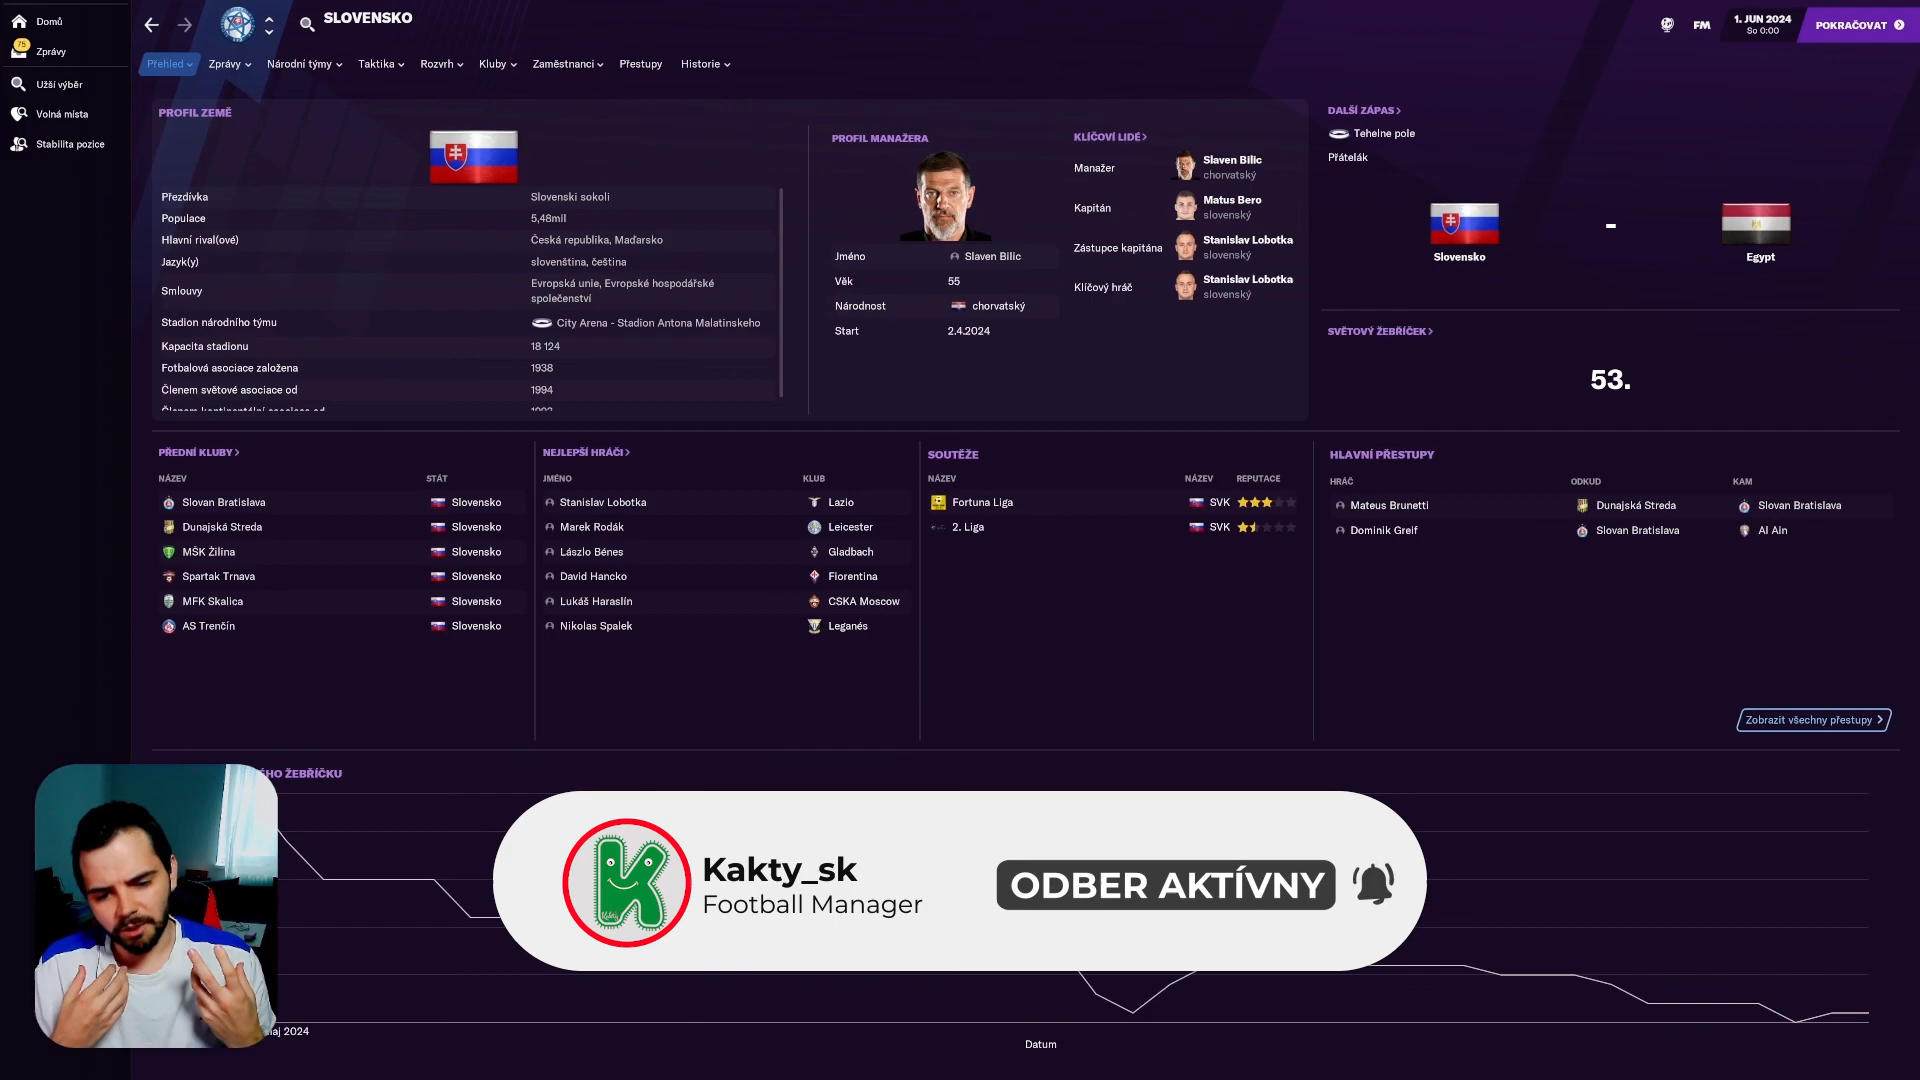 Domů
75
Zprávy
Užší výběr
Volná místa
Stabilita pozice
SLOVENSKO
FM
1. JUN 2024
So 0:00
POKRAČOVAT
Přehled
Zprávy
Národní týmy
Taktika
Rozvrh
Kluby
Zaměstnanci
Přestupy
Historie
PROFIL ZEMĚ
Přezdívka Slovenski sokoli
Populace 5,48mil
Hlavní rival(ové) Česká republika, Maďarsko
Jazyk(y) slovenština, čeština
Smlouvy Evropská unie, Evropské hospodářské
společenství
Stadion národního týmu City Arena - Stadion Antona Malatinskeho
Kapacita stadionu 18 124
Fotbalová asociace založena 1938
Členem světové asociace od 1994
PROFIL MANAŽERA
Jméno Slaven Bilic
Věk 55
Národnost chorvatský
Start 2.4.2024
KLÍČOVÍ LIDÉ
Manažer Slaven Bilic
chorvatský
Kapitán Matus Bero
slovenský
Zástupce kapitána Stanislav Lobotka
slovenský
Klíčový hráč Stanislav Lobotka
slovenský
DALŠÍ ZÁPAS
Tehelne pole
Přátelák
-
Slovensko Egypt
SVĚTOVÝ ŽEBŘÍČEK
53.
PŘEDNÍ KLUBY
NÁZEV STÁT
Slovan Bratislava Slovensko
Dunajská Streda Slovensko
MŠK Žilina Slovensko
Spartak Trnava Slovensko
MFK Skalica Slovensko
AS Trenčín Slovensko
NEJLEPŠÍ HRÁČI
JMÉNO KLUB
Stanislav Lobotka Lazio
Marek Rodák Leicester
Lászlo Bénes Gladbach
David Hancko Fiorentina
Lukáš Haraslín CSKA Moscow
Nikolas Spalek Leganés
SOUTĚŽE
NÁZEV NÁZEV REPUTACE
Fortuna Liga SVK
2. Liga SVK
HLAVNÍ PŘESTUPY
HRÁČ ODKUD KAM
Mateus Brunetti Dunajská Streda Slovan Bratislava
Dominik Greif Slovan Bratislava Al Ain
Zobrazit všechny přestupy
HO ŽEBŘÍČKU
Kakty_sk
Football Manager
ODBER AKTÍVNY
aj 2024
Datum